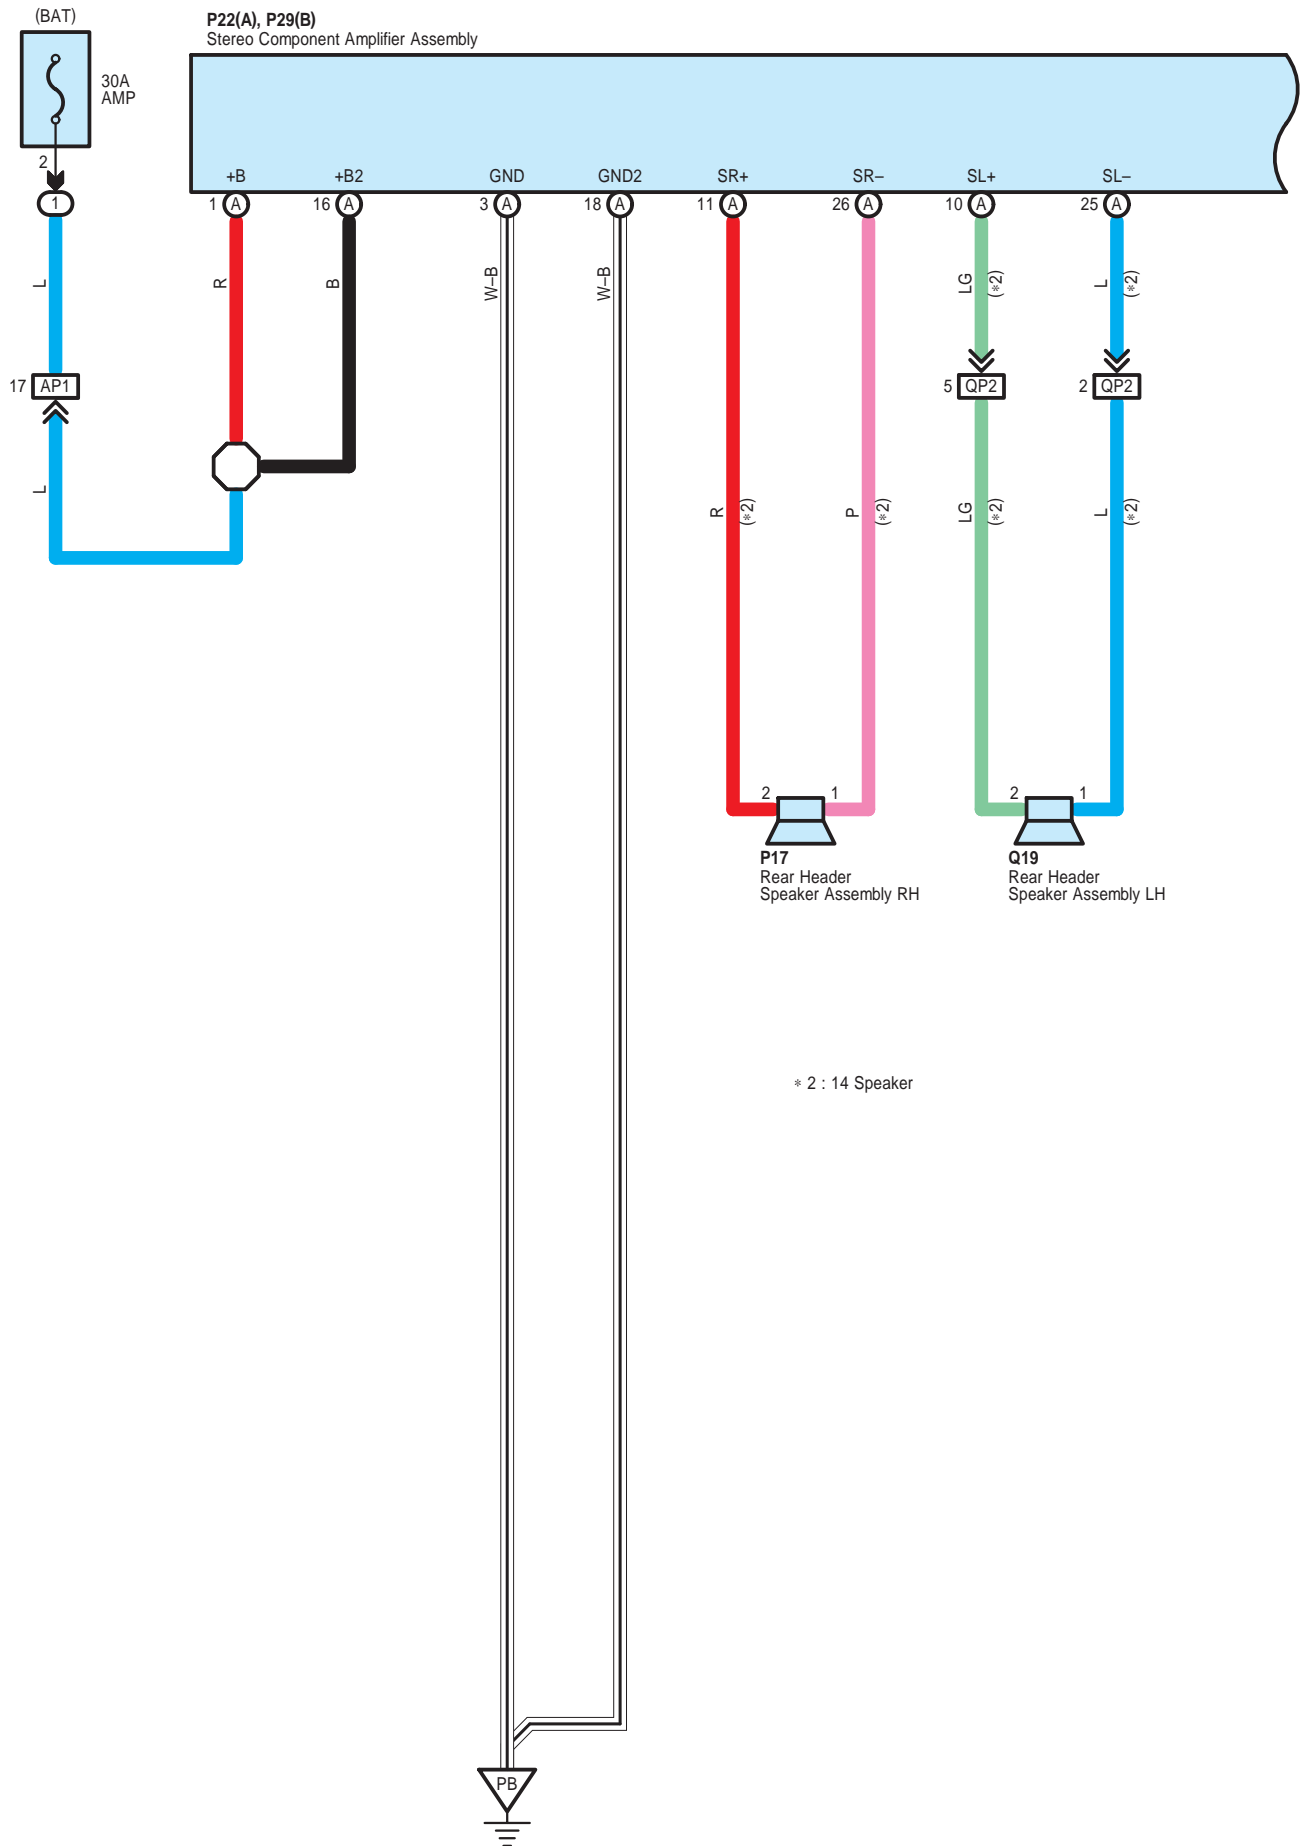 (BAT)
P22(A), P29(B)
Stereo Component Amplifier Assembly
30A
AMP
2
1
+B
+B2
GND
GND2
SR+
SR–
SL+
SL–
1 A
16 A
3 A
18 A
11 A
26 A
10 A
25 A
L
R
B
W–B
W–B
LG
(*2)
L
(*2)
17 AP1
5 QP2
2 QP2
L
R
(*2)
P
(*2)
LG
(*2)
L
(*2)
2
1
2
1
P17
Rear Header
Speaker Assembly RH
Q19
Rear Header
Speaker Assembly LH
* 2 : 14 Speaker
PB